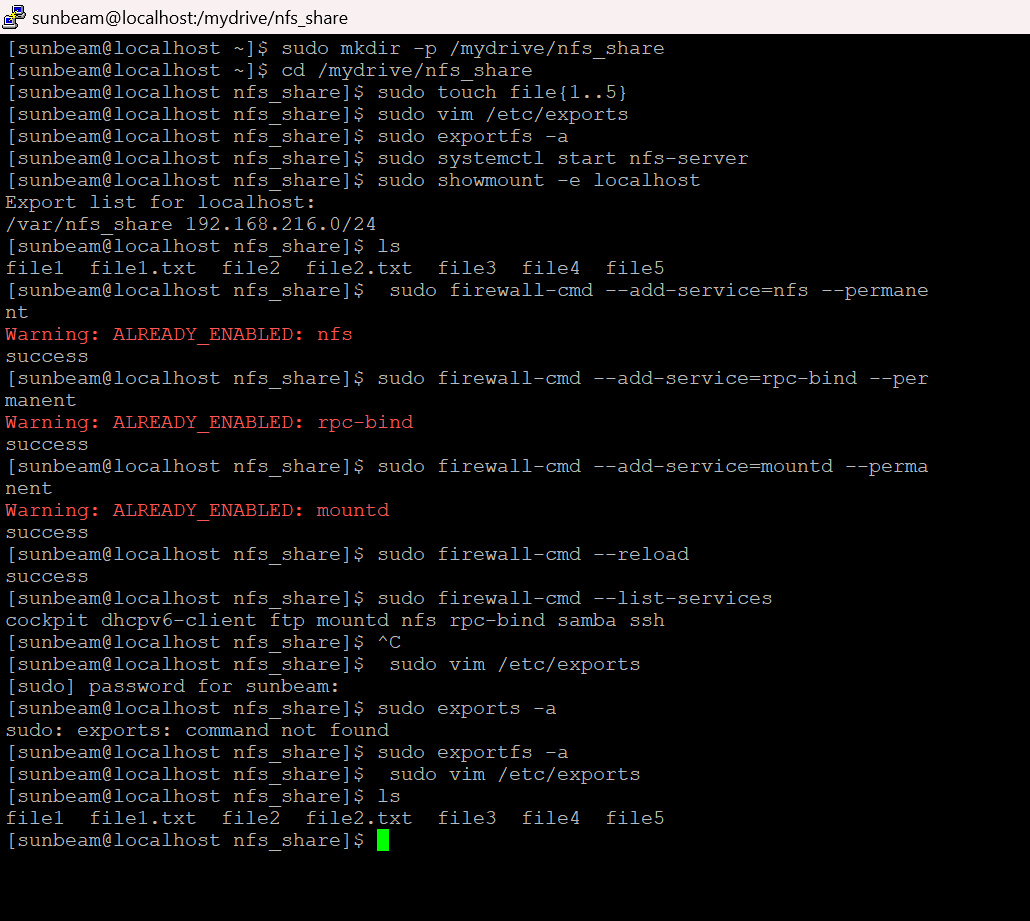 sunbeam@localhost:/mydrive/nfs_share
[sunbeam@localhost ~]$ sudo mkdir -p /mydrive/nfs_share
[sunbeam@localhost ~]$ cd /mydrive/nfs_share
[sunbeam@localhost nfs_share]$ sudo touch file{1..5}
[sunbeam@localhost nfs_share]$ sudo vim /etc/exports
[sunbeam@localhost nfs_share]$ sudo exportfs -a
[sunbeam@localhost nfs_share]$ sudo systemctl start nfs-server
[sunbeam@localhost nfs_share]$ sudo showmount -e localhost
Export list for localhost:
/var/nfs_share 192.168.216.0/24
[sunbeam@localhost nfs_share]$ ls
file1  file1.txt  file2  file2.txt  file3  file4  file5
[sunbeam@localhost nfs_share]$  sudo firewall-cmd --add-service=nfs --permane
nt
Warning: ALREADY_ENABLED: nfs
success
[sunbeam@localhost nfs_share]$ sudo firewall-cmd --add-service=rpc-bind --per
manent
Warning: ALREADY_ENABLED: rpc-bind
success
[sunbeam@localhost nfs_share]$ sudo firewall-cmd --add-service=mountd --perma
nent
Warning: ALREADY_ENABLED: mountd
success
[sunbeam@localhost nfs_share]$ sudo firewall-cmd --reload
success
[sunbeam@localhost nfs_share]$ sudo firewall-cmd --list-services
cockpit dhcpv6-client ftp mountd nfs rpc-bind samba ssh
[sunbeam@localhost nfs_share]$ ^C
[sunbeam@localhost nfs_share]$  sudo vim /etc/exports
[sudo] password for sunbeam:
[sunbeam@localhost nfs_share]$ sudo exports -a
sudo: exports: command not found
[sunbeam@localhost nfs_share]$ sudo exportfs -a
[sunbeam@localhost nfs_share]$  sudo vim /etc/exports
[sunbeam@localhost nfs_share]$ ls
file1  file1.txt  file2  file2.txt  file3  file4  file5
[sunbeam@localhost nfs_share]$